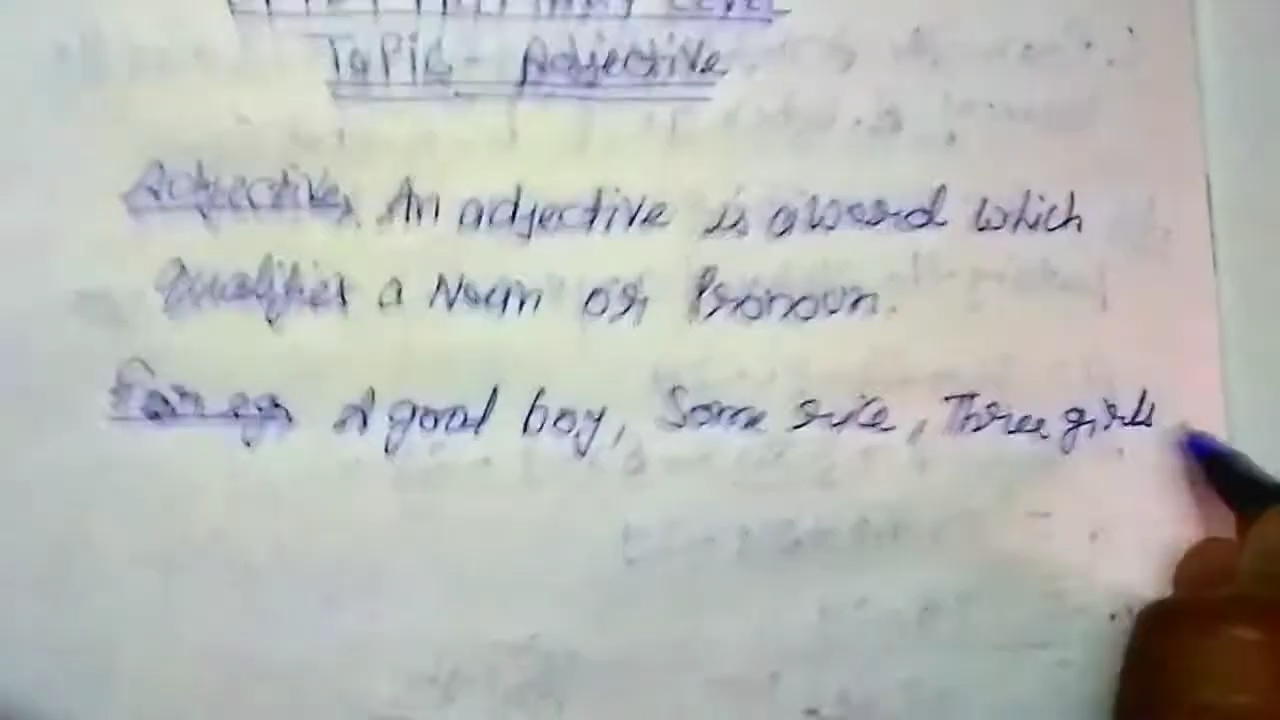 Level
Topic - Adjective
Adjective, An adjective is a word which
Qualifies a Noun or Pronoun.
For eg. A good boy, Some rice, Three girls